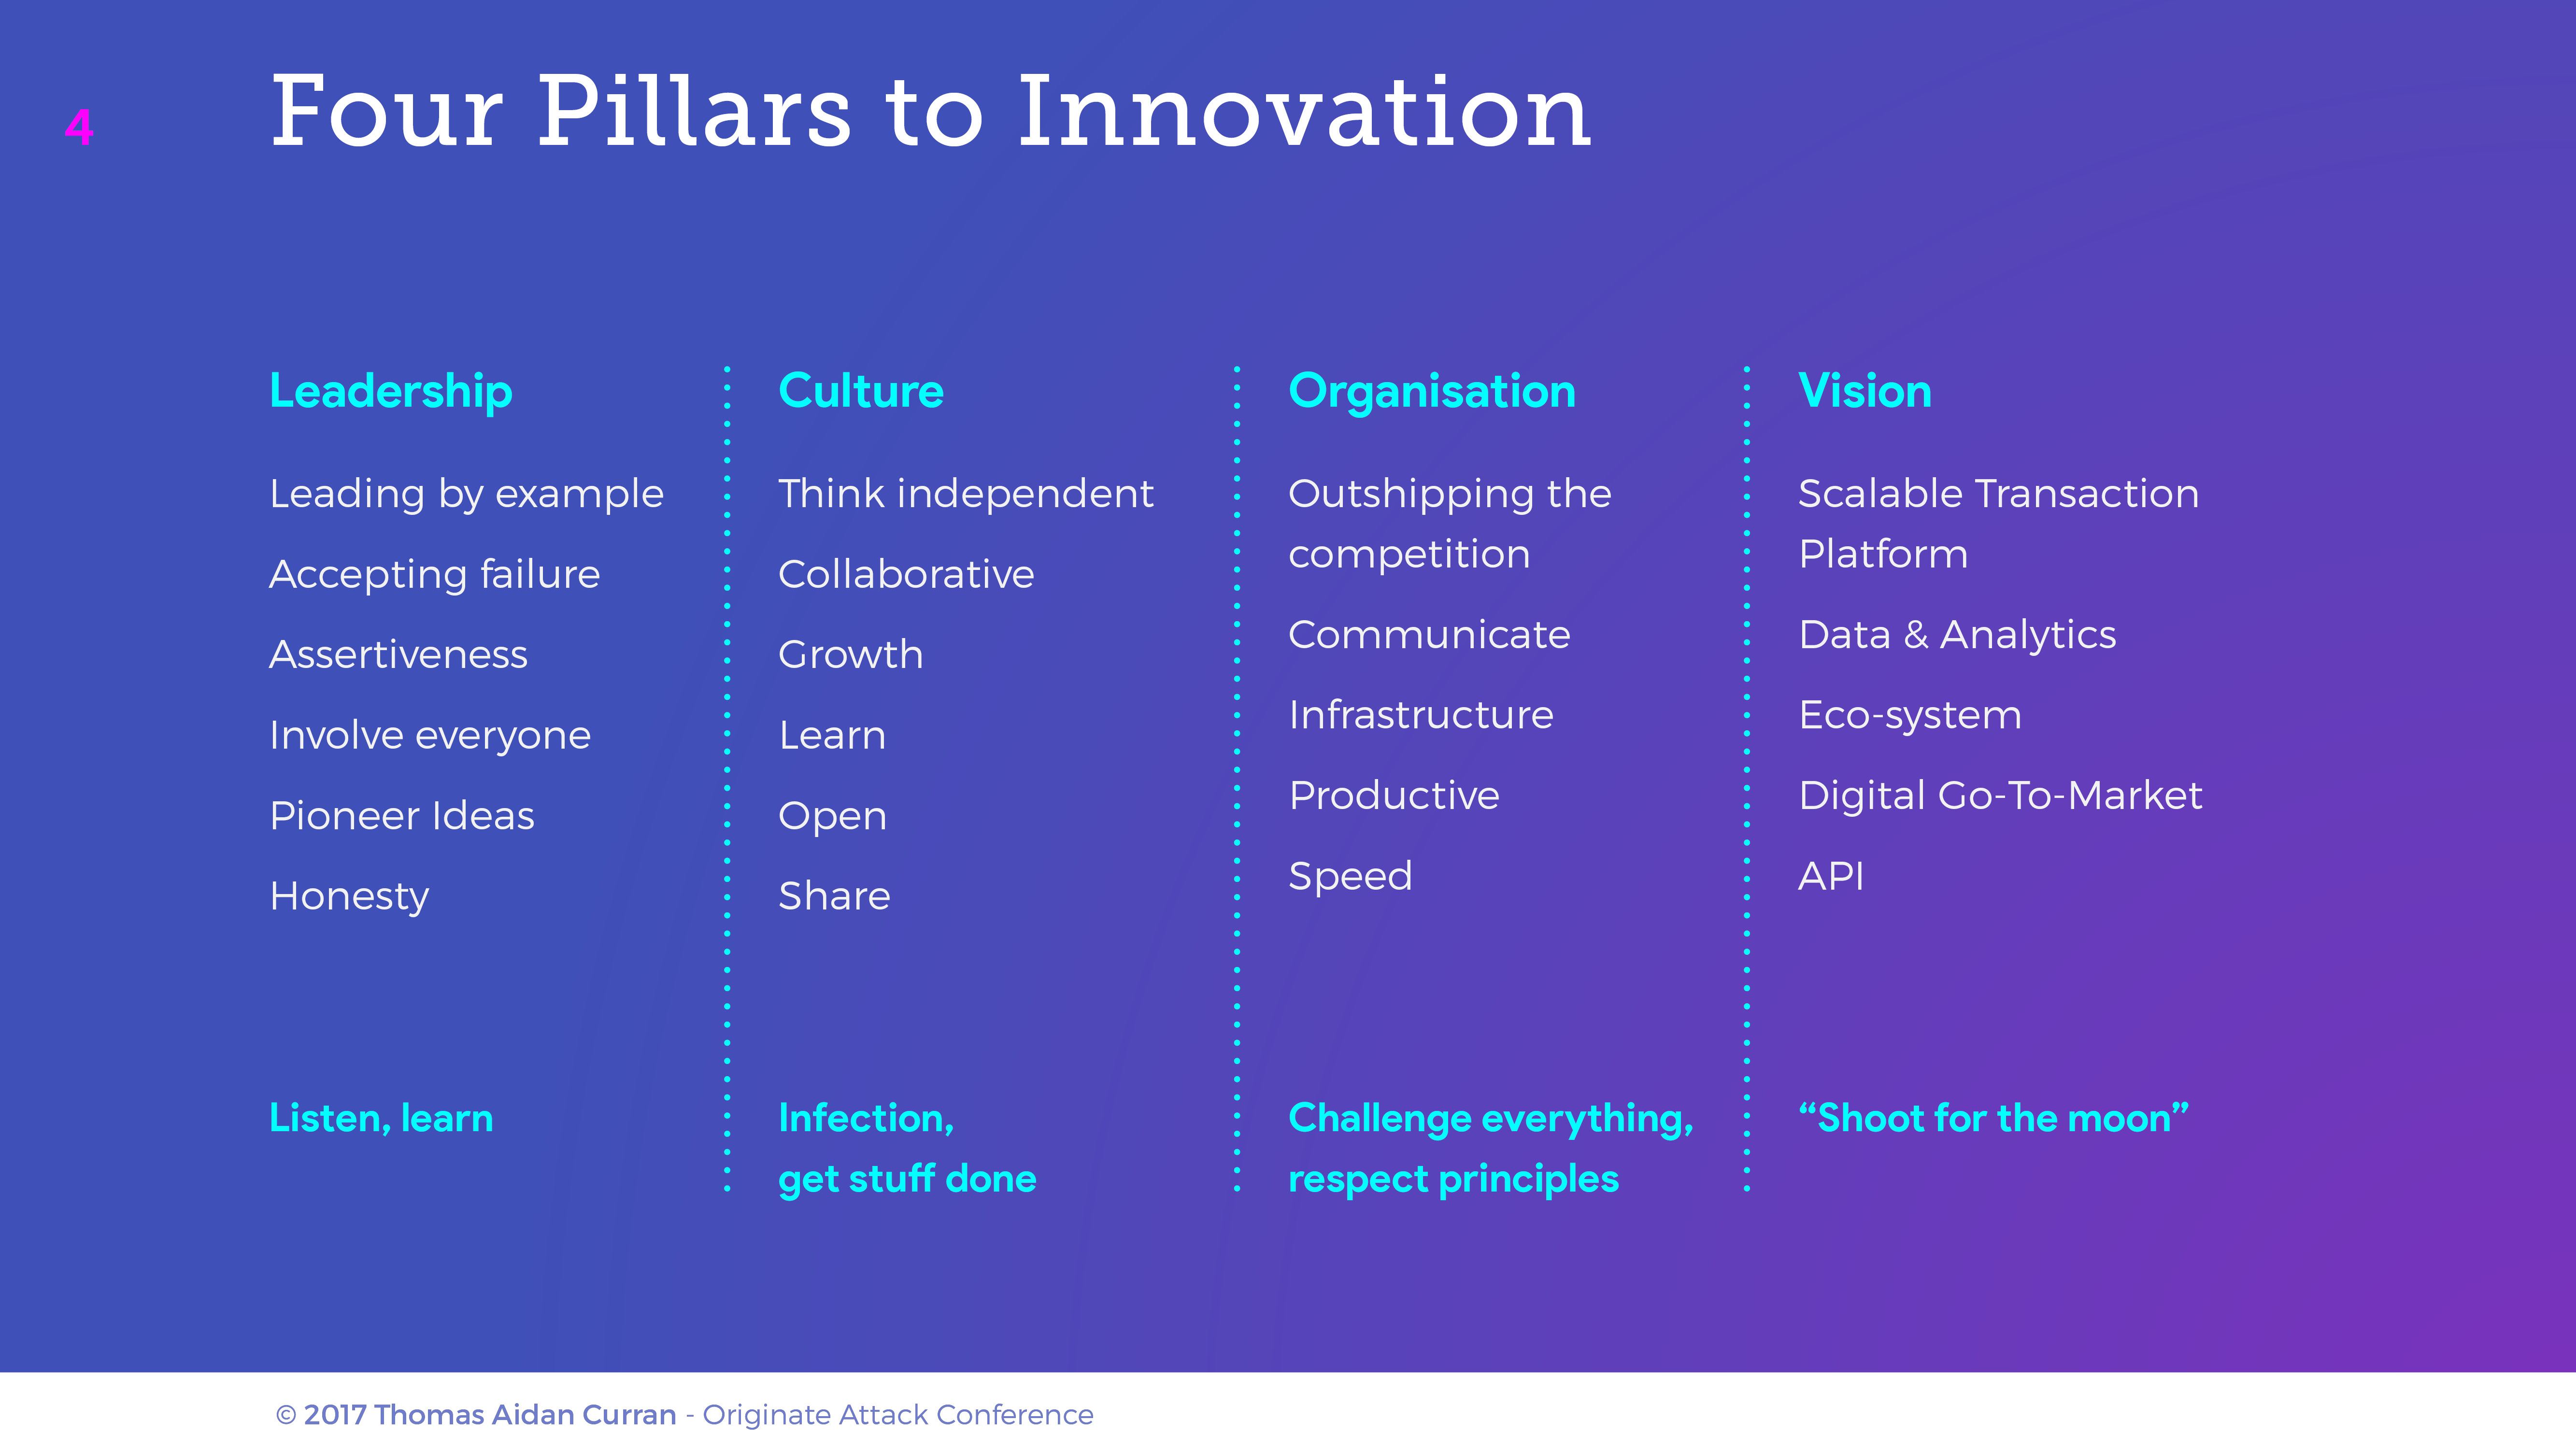 4
Four Pillars to Innovation
Leadership
Leading by example
Accepting failure
Assertiveness
Involve everyone
Pioneer Ideas
Honesty
Listen, learn
Culture
Think independent
Collaborative
Growth
Learn
Open
Share
Infection,
get stuff done
Organisation
Outshipping the
competition
Communicate
Infrastructure
Productive
Speed
Challenge everything,
respect principles
Vision
Scalable Transaction
Platform
Data & Analytics
Eco-system
Digital Go-To-Market
API
“Shoot for the moon”
© 2017 Thomas Aidan Curran - Originate Attack Conference